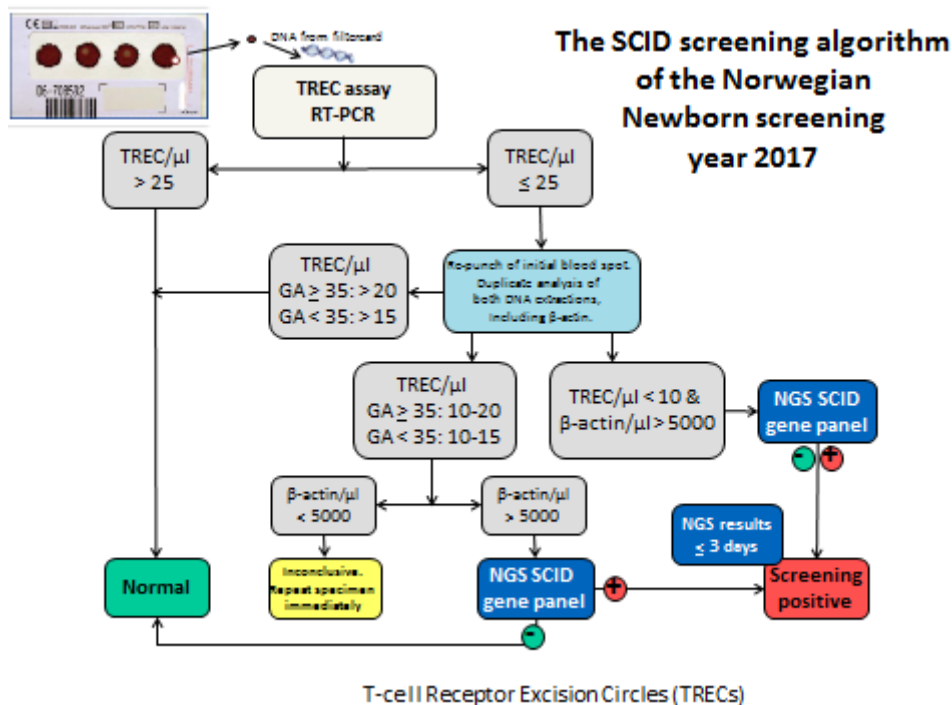 The SCID screening algorithm
of the Norwegian
Newborn screening
year 2017
DNA from filtercard
TREC assay
RT-PCR
TREC/µl
> 25
TREC/µl
≤ 25
Re-punch of initial blood spot.
Duplicate analysis of
both DNA extractions,
Including β-actin.
TREC/µl
GA ≥ 35: > 20
GA < 35: > 15
TREC/µl
GA ≥ 35: 10-20
GA < 35: 10-15
TREC/µl < 10 &
β-actin/µl > 5000
NGS SCID
gene panel
- +
β-actin/µl
< 5000
β-actin/µl
> 5000
NGS results
≤ 3 days
Normal
Inconclusive.
Repeat specimen
immediately
NGS SCID
gene panel
+
Screening
positive
-
T-cell Receptor Excision Circles (TRECs)